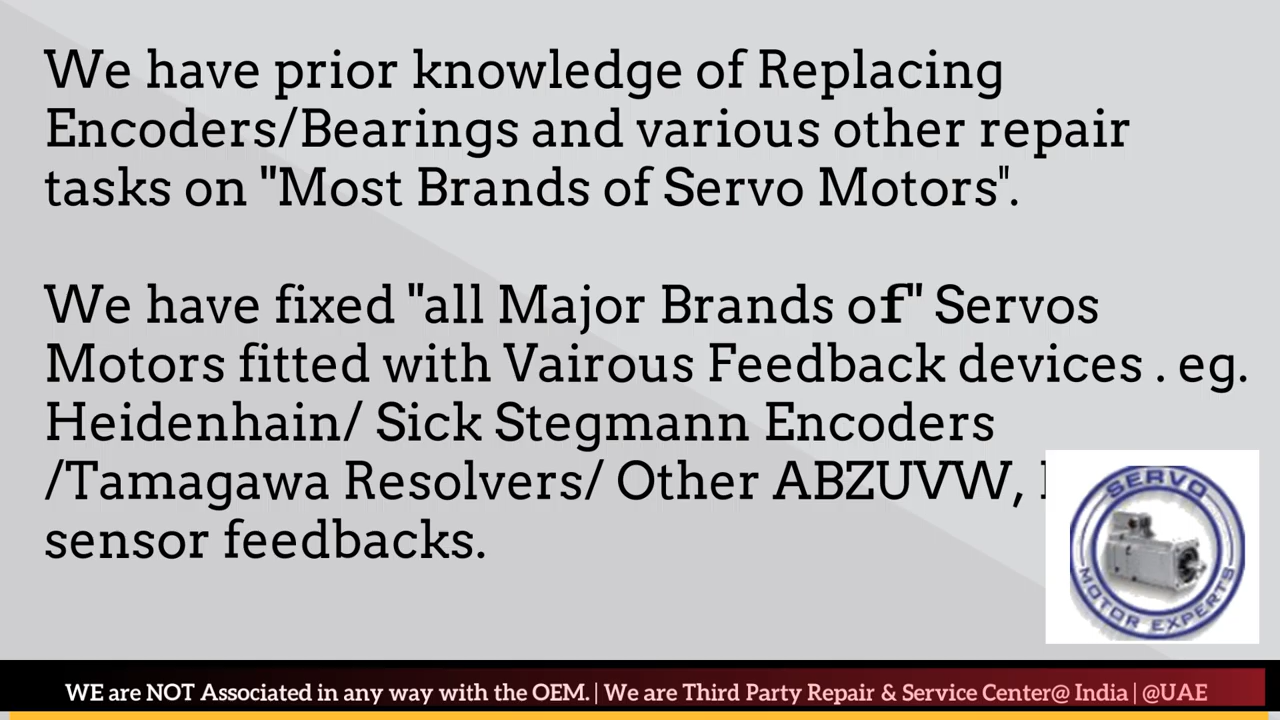 We have prior knowledge of Replacing
Encoders/Bearings and various other repair
tasks on "Most Brands of Servo Motors".
We have fixed "all Major Brands of" Servos
Motors fitted with Vairous Feedback devices . eg.
Heidenhain/ Sick Stegmann Encoders
/Tamagawa Resolvers/ Other ABZUVW,
sensor feedbacks.
SERVO
MOTOR EXPERTS
WE are NOT Associated in any way with the OEM. | We are Third Party Repair & Service Center@ India | @UAE